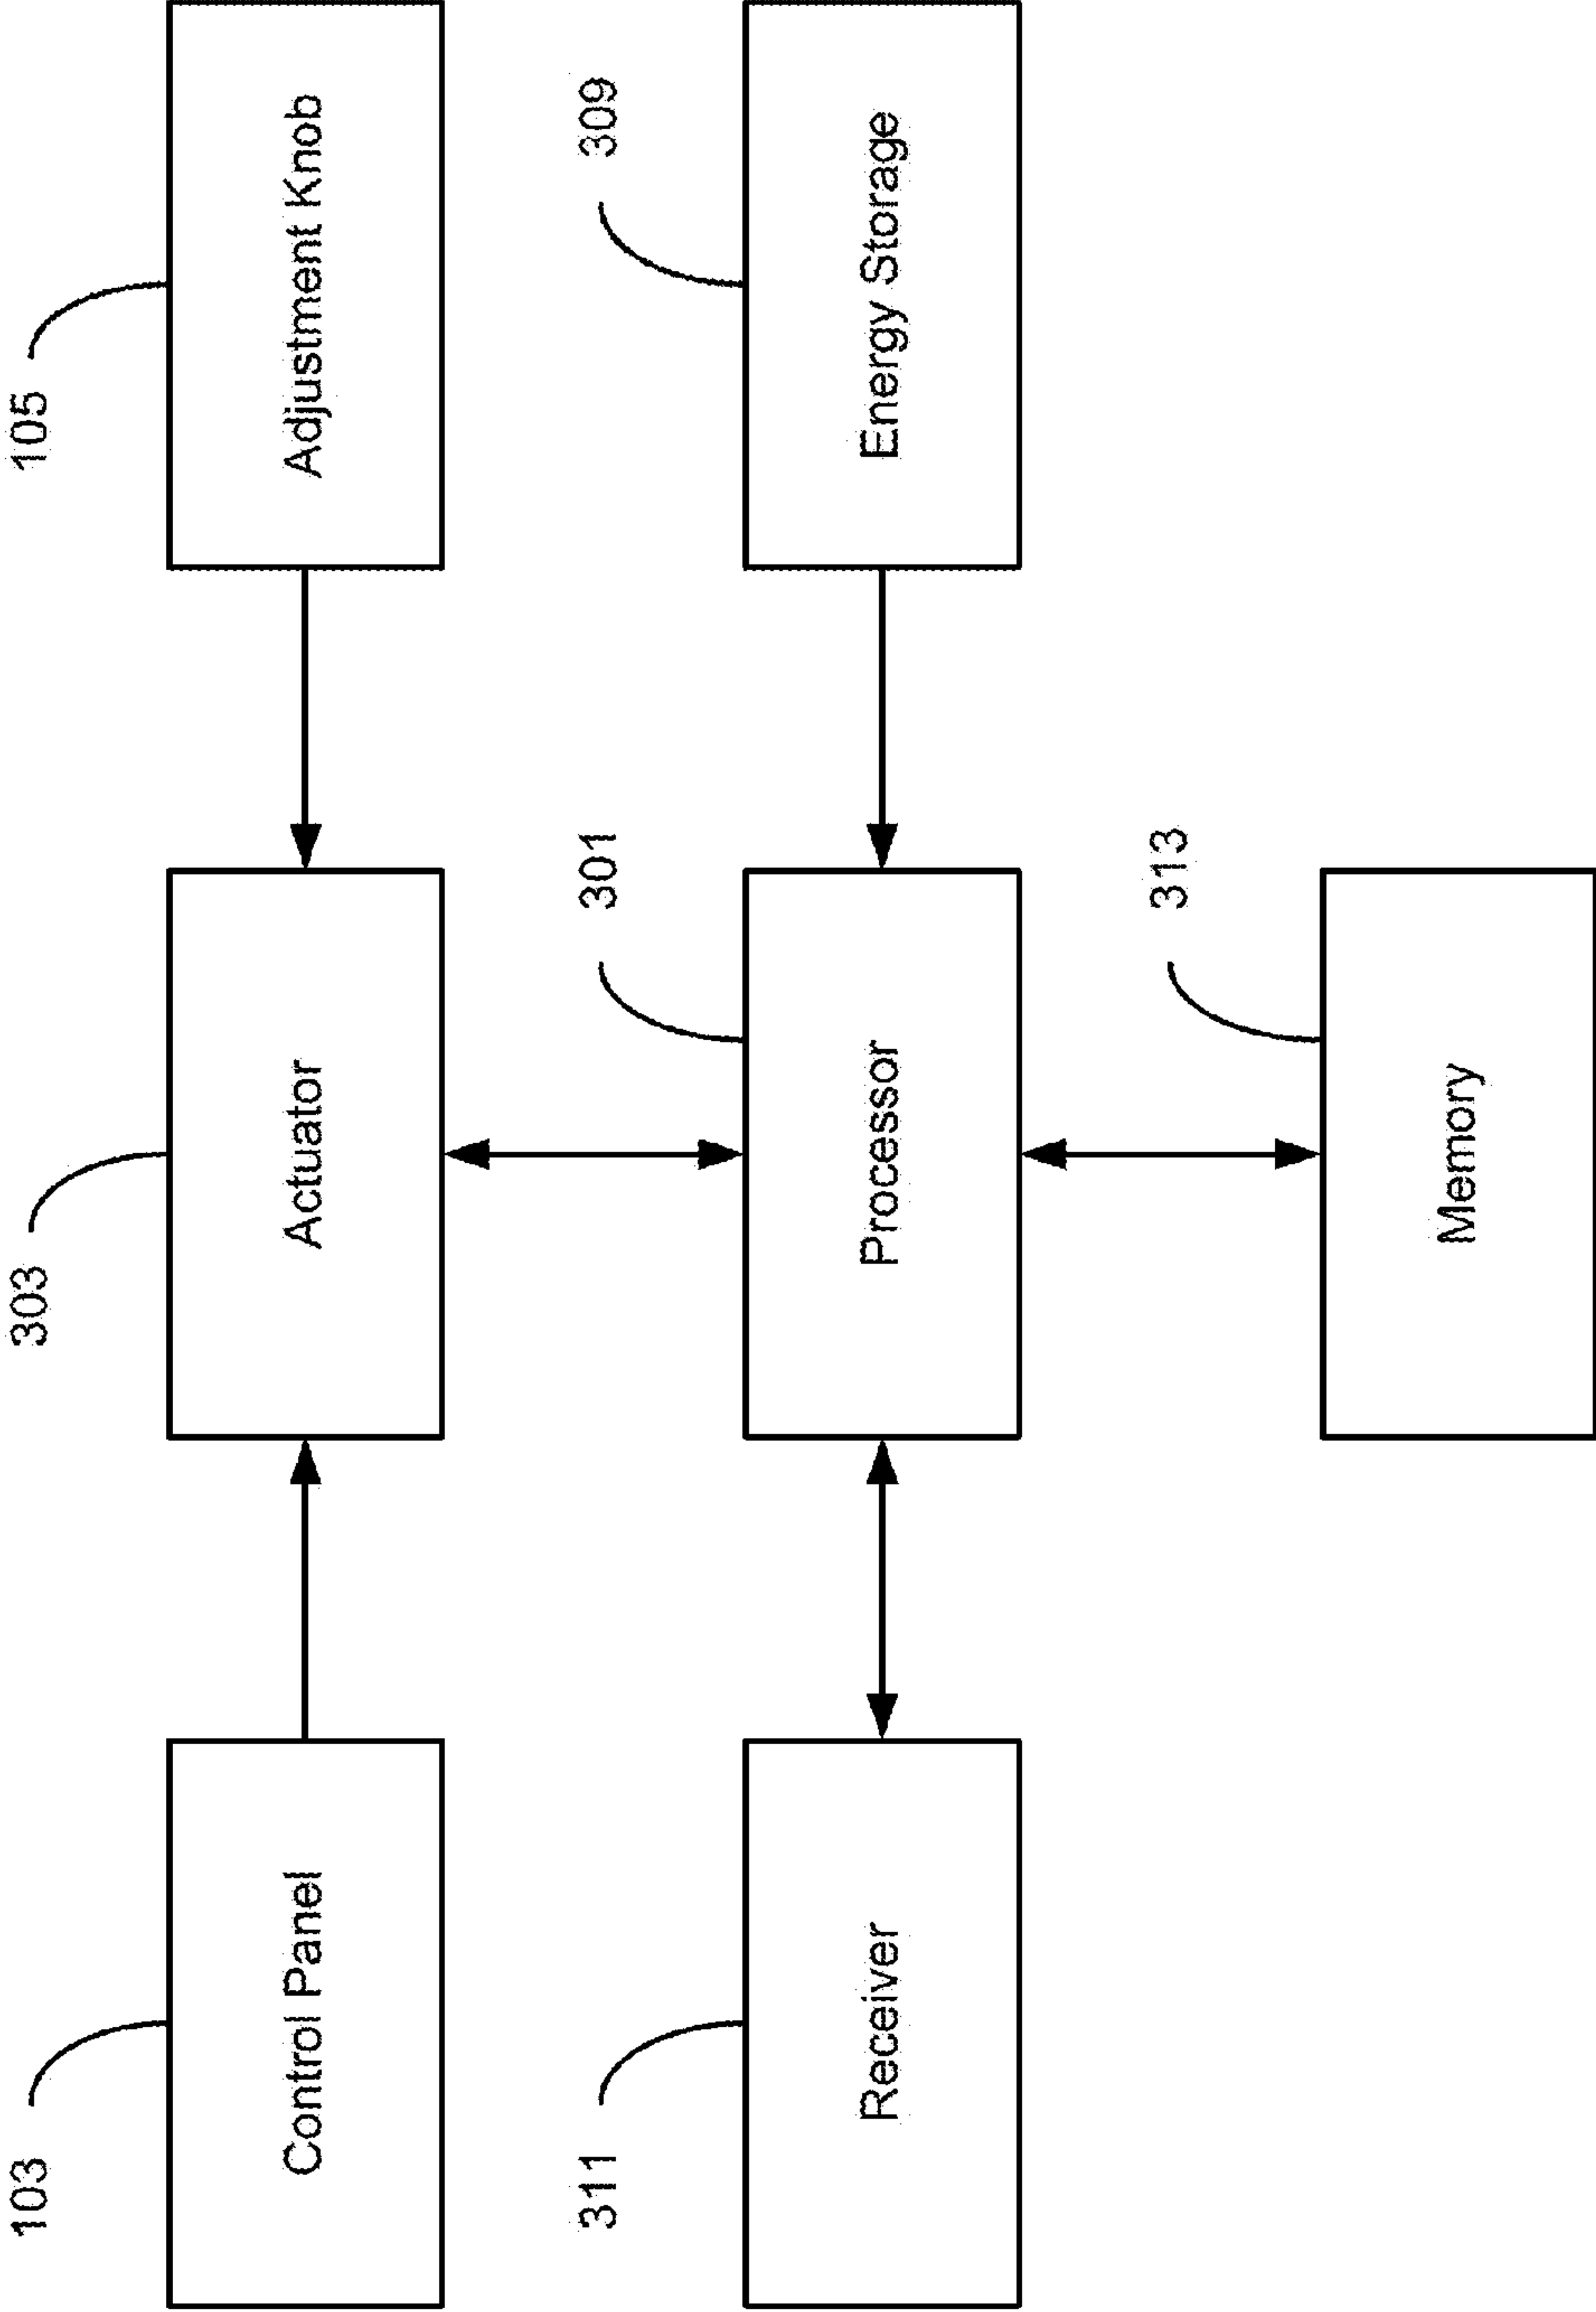 103
303
105
Control Panel
Actuator
Adjustment Knob
311
301
309
Receiver
Processor
Energy Storage
313
Memory